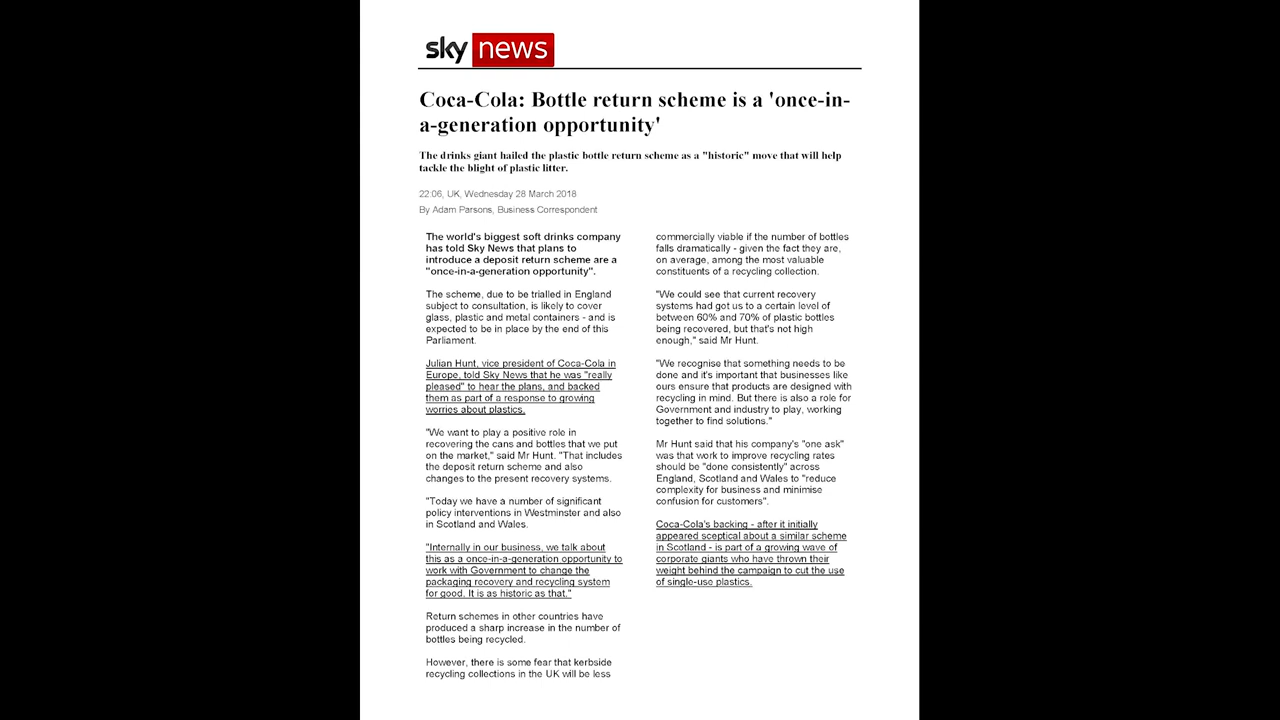 sky news
Coca-Cola: Bottle return scheme is a 'once-in-
a-generation opportunity'
The drinks giant hailed the plastic bottle return scheme as a "historic" move that will help
tackle the blight of plastic litter.
22:06, UK, Wednesday 28 March 2018
By Adam Parsons, Business Correspondent
The world's biggest soft drinks company
has told Sky News that plans to
introduce a deposit return scheme are a
"once-in-a-generation opportunity".
The scheme, due to be trialled in England
subject to consultation, is likely to cover
glass, plastic and metal containers - and is
expected to be in place by the end of this
Parliament.
Julian Hunt, vice president of Coca-Cola in
Europe, told Sky News that he was "really
pleased" to hear the plans, and backed
them as part of a response to growing
worries about plastics.
"We want to play a positive role in
recovering the cans and bottles that we put
on the market," said Mr Hunt. "That includes
the deposit return scheme and also
changes to the present recovery systems.
"Today we have a number of significant
policy interventions in Westminster and also
in Scotland and Wales.
"Internally in our business, we talk about
this as a once-in-a-generation opportunity to
work with Government to change the
packaging recovery and recycling system
for good. It is as historic as that."
Return schemes in other countries have
produced a sharp increase in the number of
bottles being recycled.
However, there is some fear that kerbside
recycling collections in the UK will be less
commercially viable if the number of bottles
falls dramatically - given the fact they are,
on average, among the most valuable
constituents of a recycling collection.
"We could see that current recovery
systems had got us to a certain level of
between 60% and 70% of plastic bottles
being recovered, but that's not high
enough," said Mr Hunt.
"We recognise that something needs to be
done and it's important that businesses like
ours ensure that products are designed with
recycling in mind. But there is also a role for
Government and industry to play, working
together to find solutions."
Mr Hunt said that his company's "one ask"
was that work to improve recycling rates
should be "done consistently" across
England, Scotland and Wales to "reduce
complexity for business and minimise
confusion for customers".
Coca-Cola's backing - after it initially
appeared sceptical about a similar scheme
in Scotland - is part of a growing wave of
corporate giants who have thrown their
weight behind the campaign to cut the use
of single-use plastics.